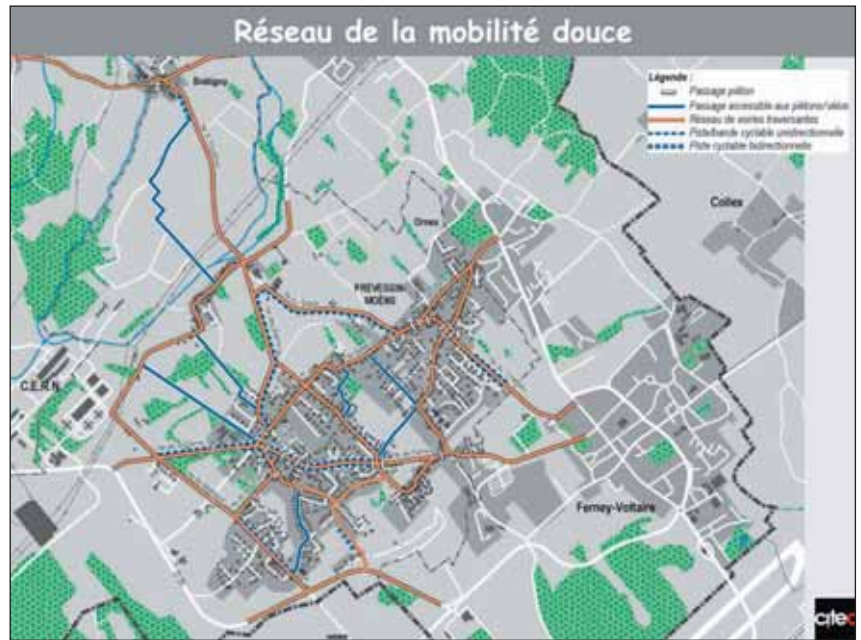 Réseau de la mobilité douce
Légende :
Passage piéton
Passage accessible aux piétons/vélos
Réseau de voiries traversantes
Piste/bande cyclable unidirectionnelle
Piste cyclable bidirectionnelle
Collex
Ornex
PREVESSIN
MOËNS
C.E.R.N.
Ferney-Voltaire
citec